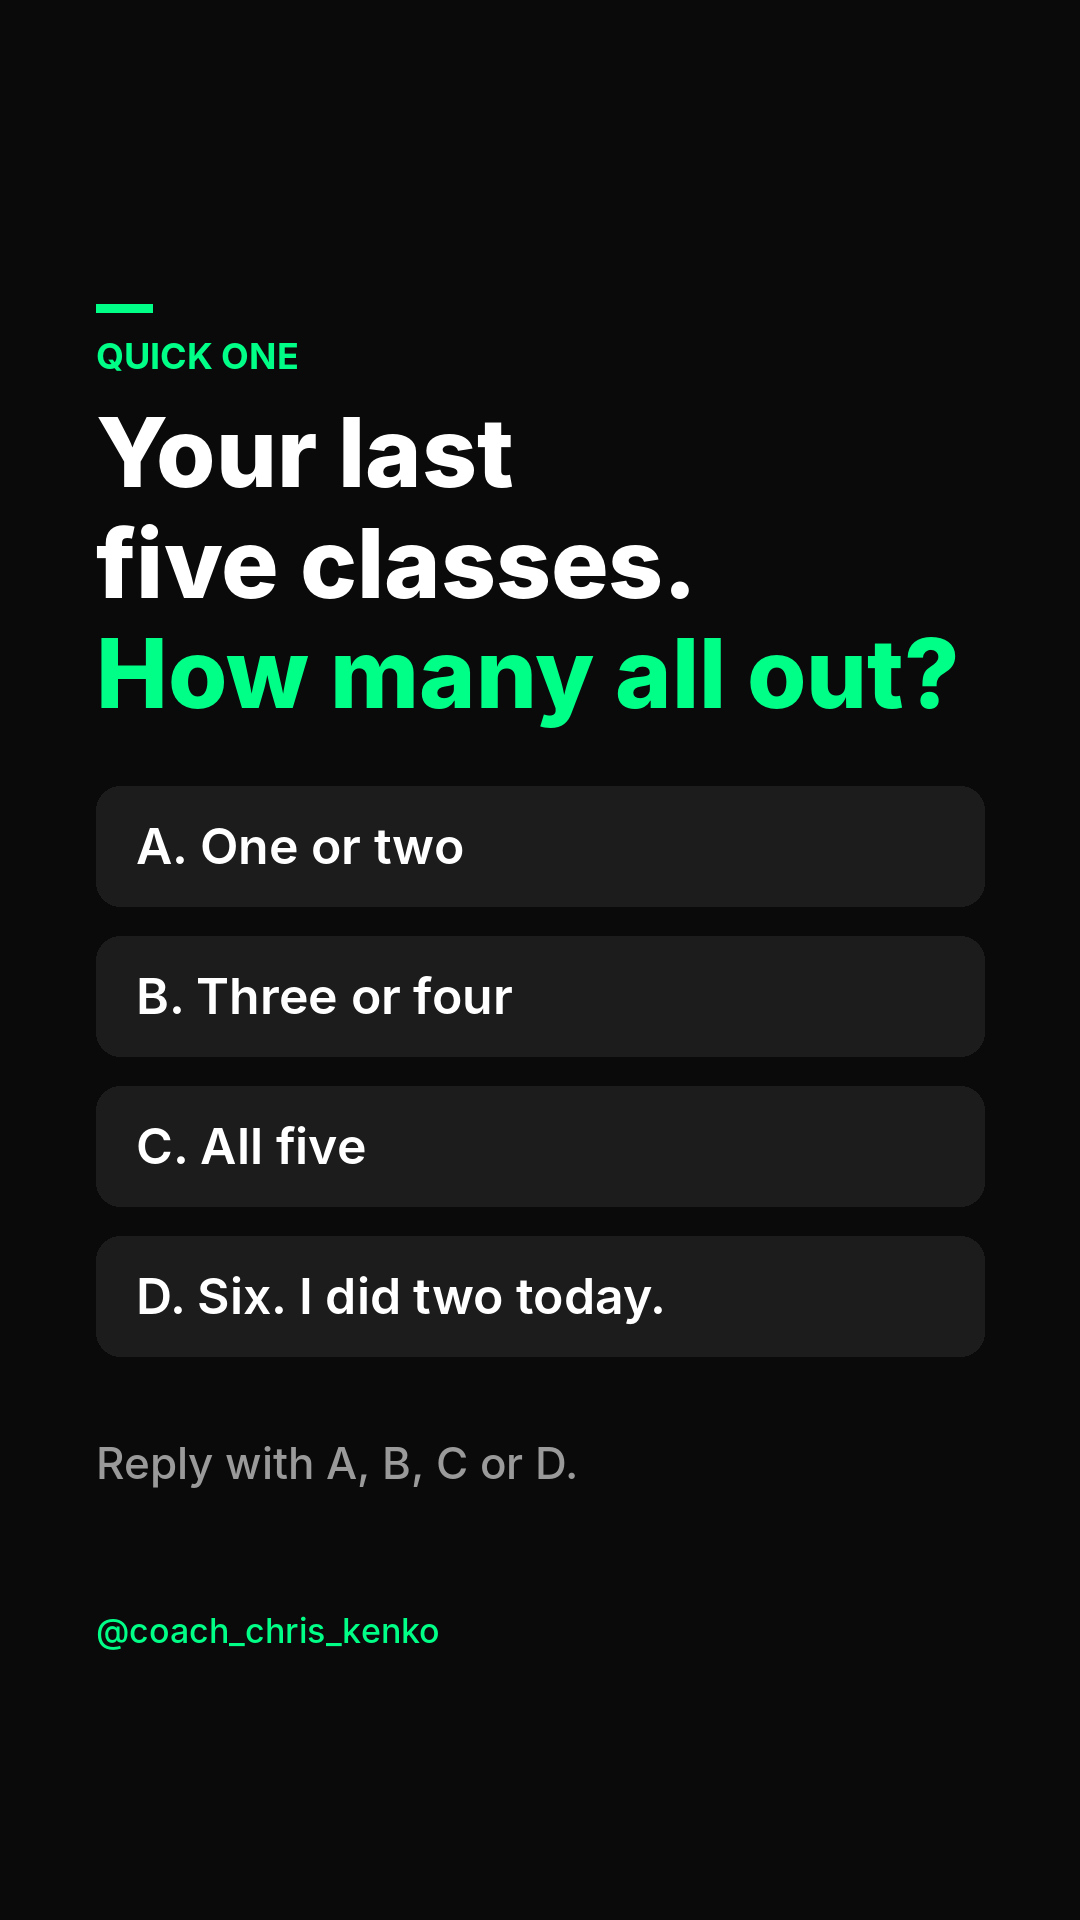 QUICK ONE
Your last
five classes.
How many all out?
A. One or two
B. Three or four
C. All five
D. Six. I did two today.
Reply with A, B, C or D.
@coach_chris_kenko